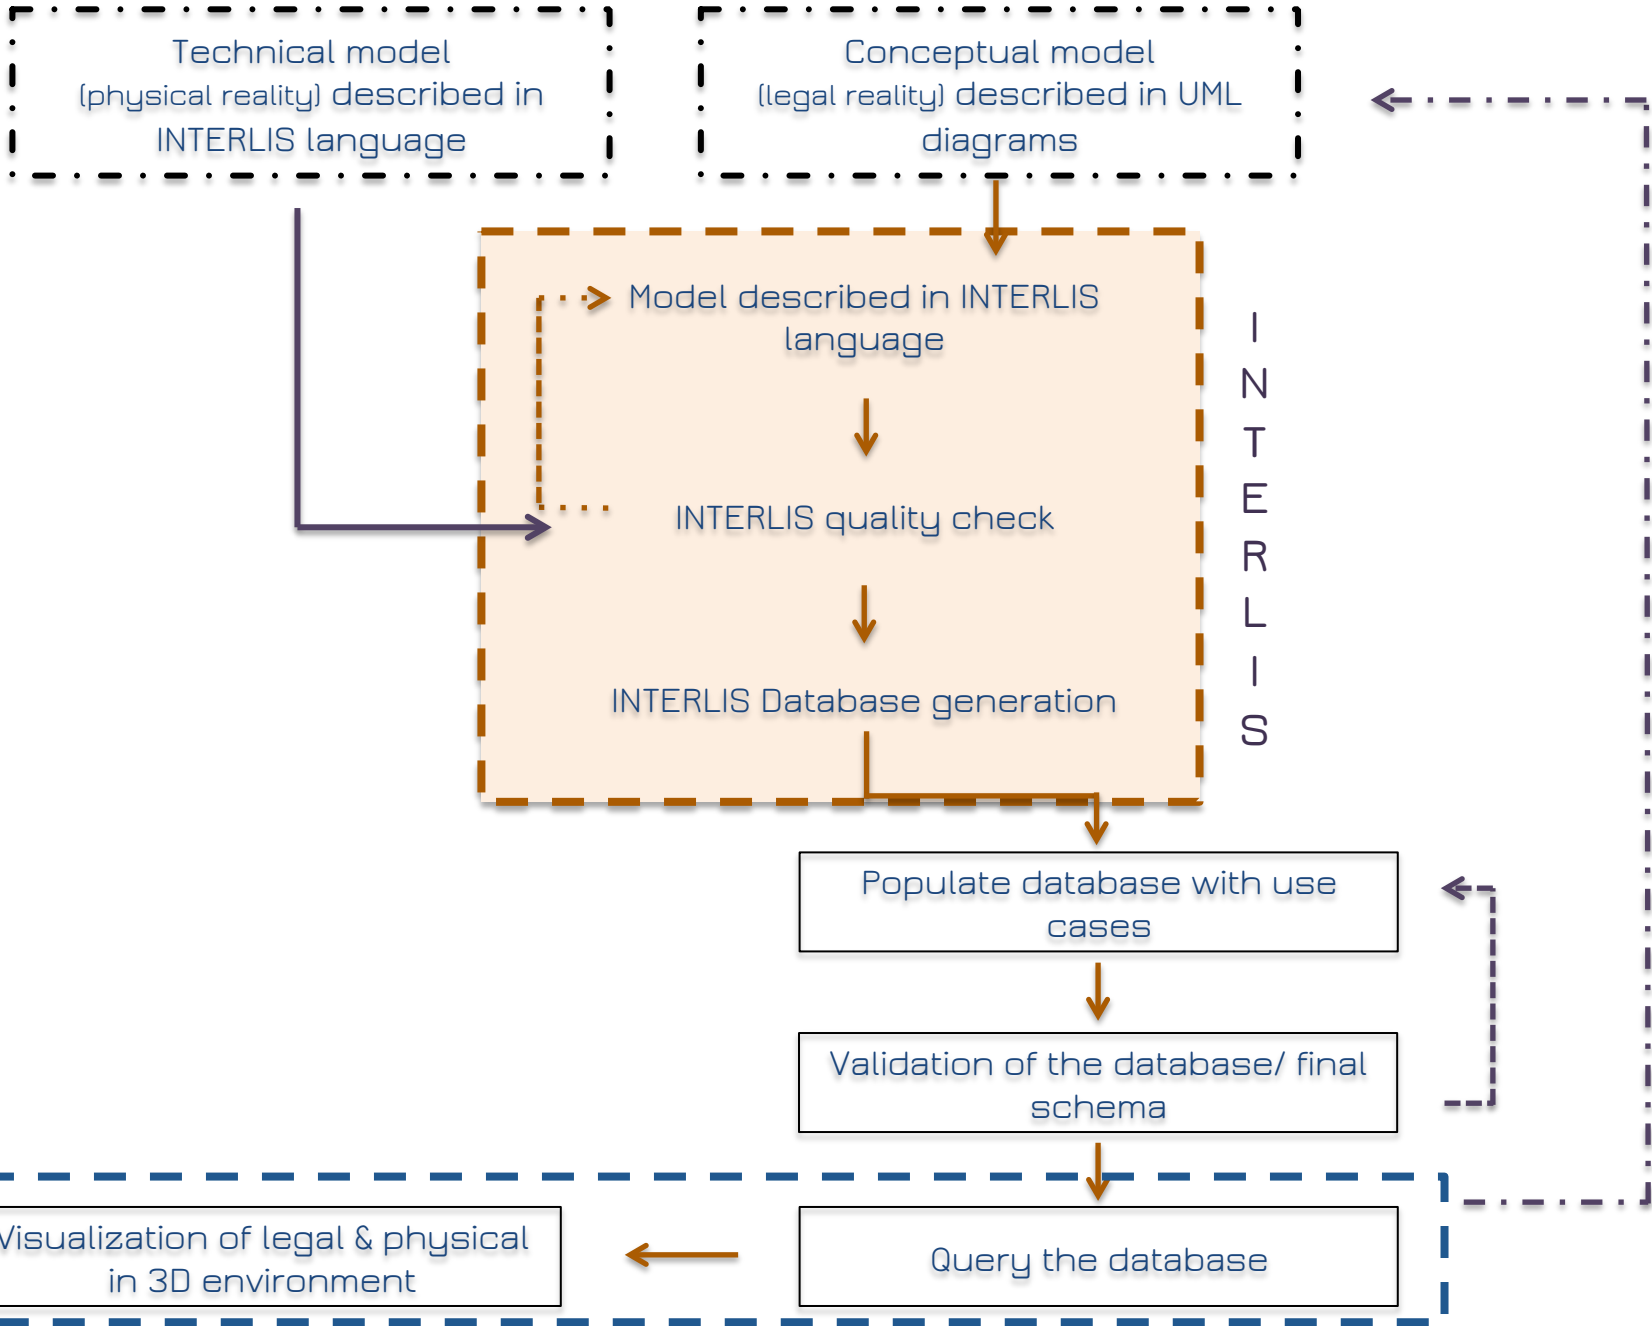 Technical model
(physical reality) described in
INTERLIS language
Conceptual model
(legal reality) described in UML
diagrams
Model described in INTERLIS
language
INTERLIS quality check
INTERLIS Database generation
I
N
T
E
R
L
I
S
Populate database with use
cases
Validation of the database/ final
schema
Visualization of legal & physical
in 3D environment
Query the database